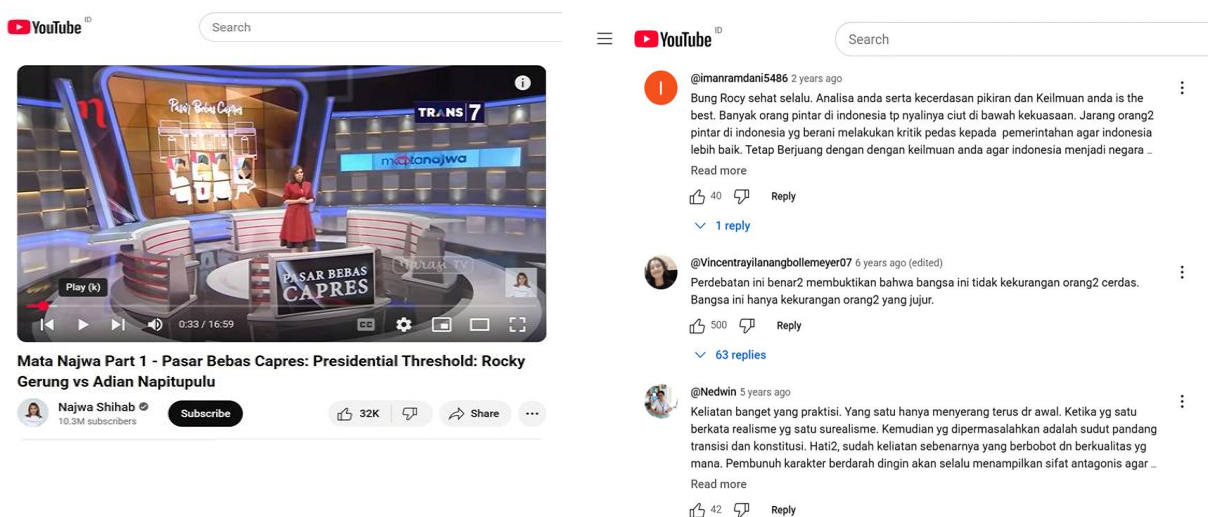 YouTube ID
Search
Pasar Bebas Capres
TRANS 7
matanajwa
PASAR BEBAS
CAPRES
Narasi TV
Play (k)
0:33 / 16:59
CC
Mata Najwa Part 1 - Pasar Bebas Capres: Presidential Threshold: Rocky
Gerung vs Adian Napitupulu
Najwa Shihab
10.3M subscribers
Subscribe
32K
Share
YouTube ID
Search
I
@imanramdani5486 2 years ago
Bung Rocy sehat selalu. Analisa anda serta kecerdasan pikiran dan Keilmuan anda is the
best. Banyak orang pintar di indonesia tp nyalinya ciut di bawah kekuasaan. Jarang orang2
pintar di indonesia yg berani melakukan kritik pedas kepada pemerintahan agar indonesia
lebih baik. Tetap Berjuang dengan dengan keilmuan anda agar indonesia menjadi negara ...
Read more
40
Reply
1 reply
@Vincentrayilanangbollemeyer07 6 years ago (edited)
Perdebatan ini benar2 membuktikan bahwa bangsa ini tidak kekurangan orang2 cerdas.
Bangsa ini hanya kekurangan orang2 yang jujur.
500
Reply
63 replies
@Nedwin 5 years ago
Keliatan banget yang praktisi. Yang satu hanya menyerang terus dr awal. Ketika yg satu
berkata realisme yg satu surealisme. Kemudian yg dipermasalahkan adalah sudut pandang
transisi dan konstitusi. Hati2, sudah keliatan sebenarnya yang berbobot dn berkualitas yg
mana. Pembunuh karakter berdarah dingin akan selalu menampilkan sifat antagonis agar ...
Read more
42
Reply